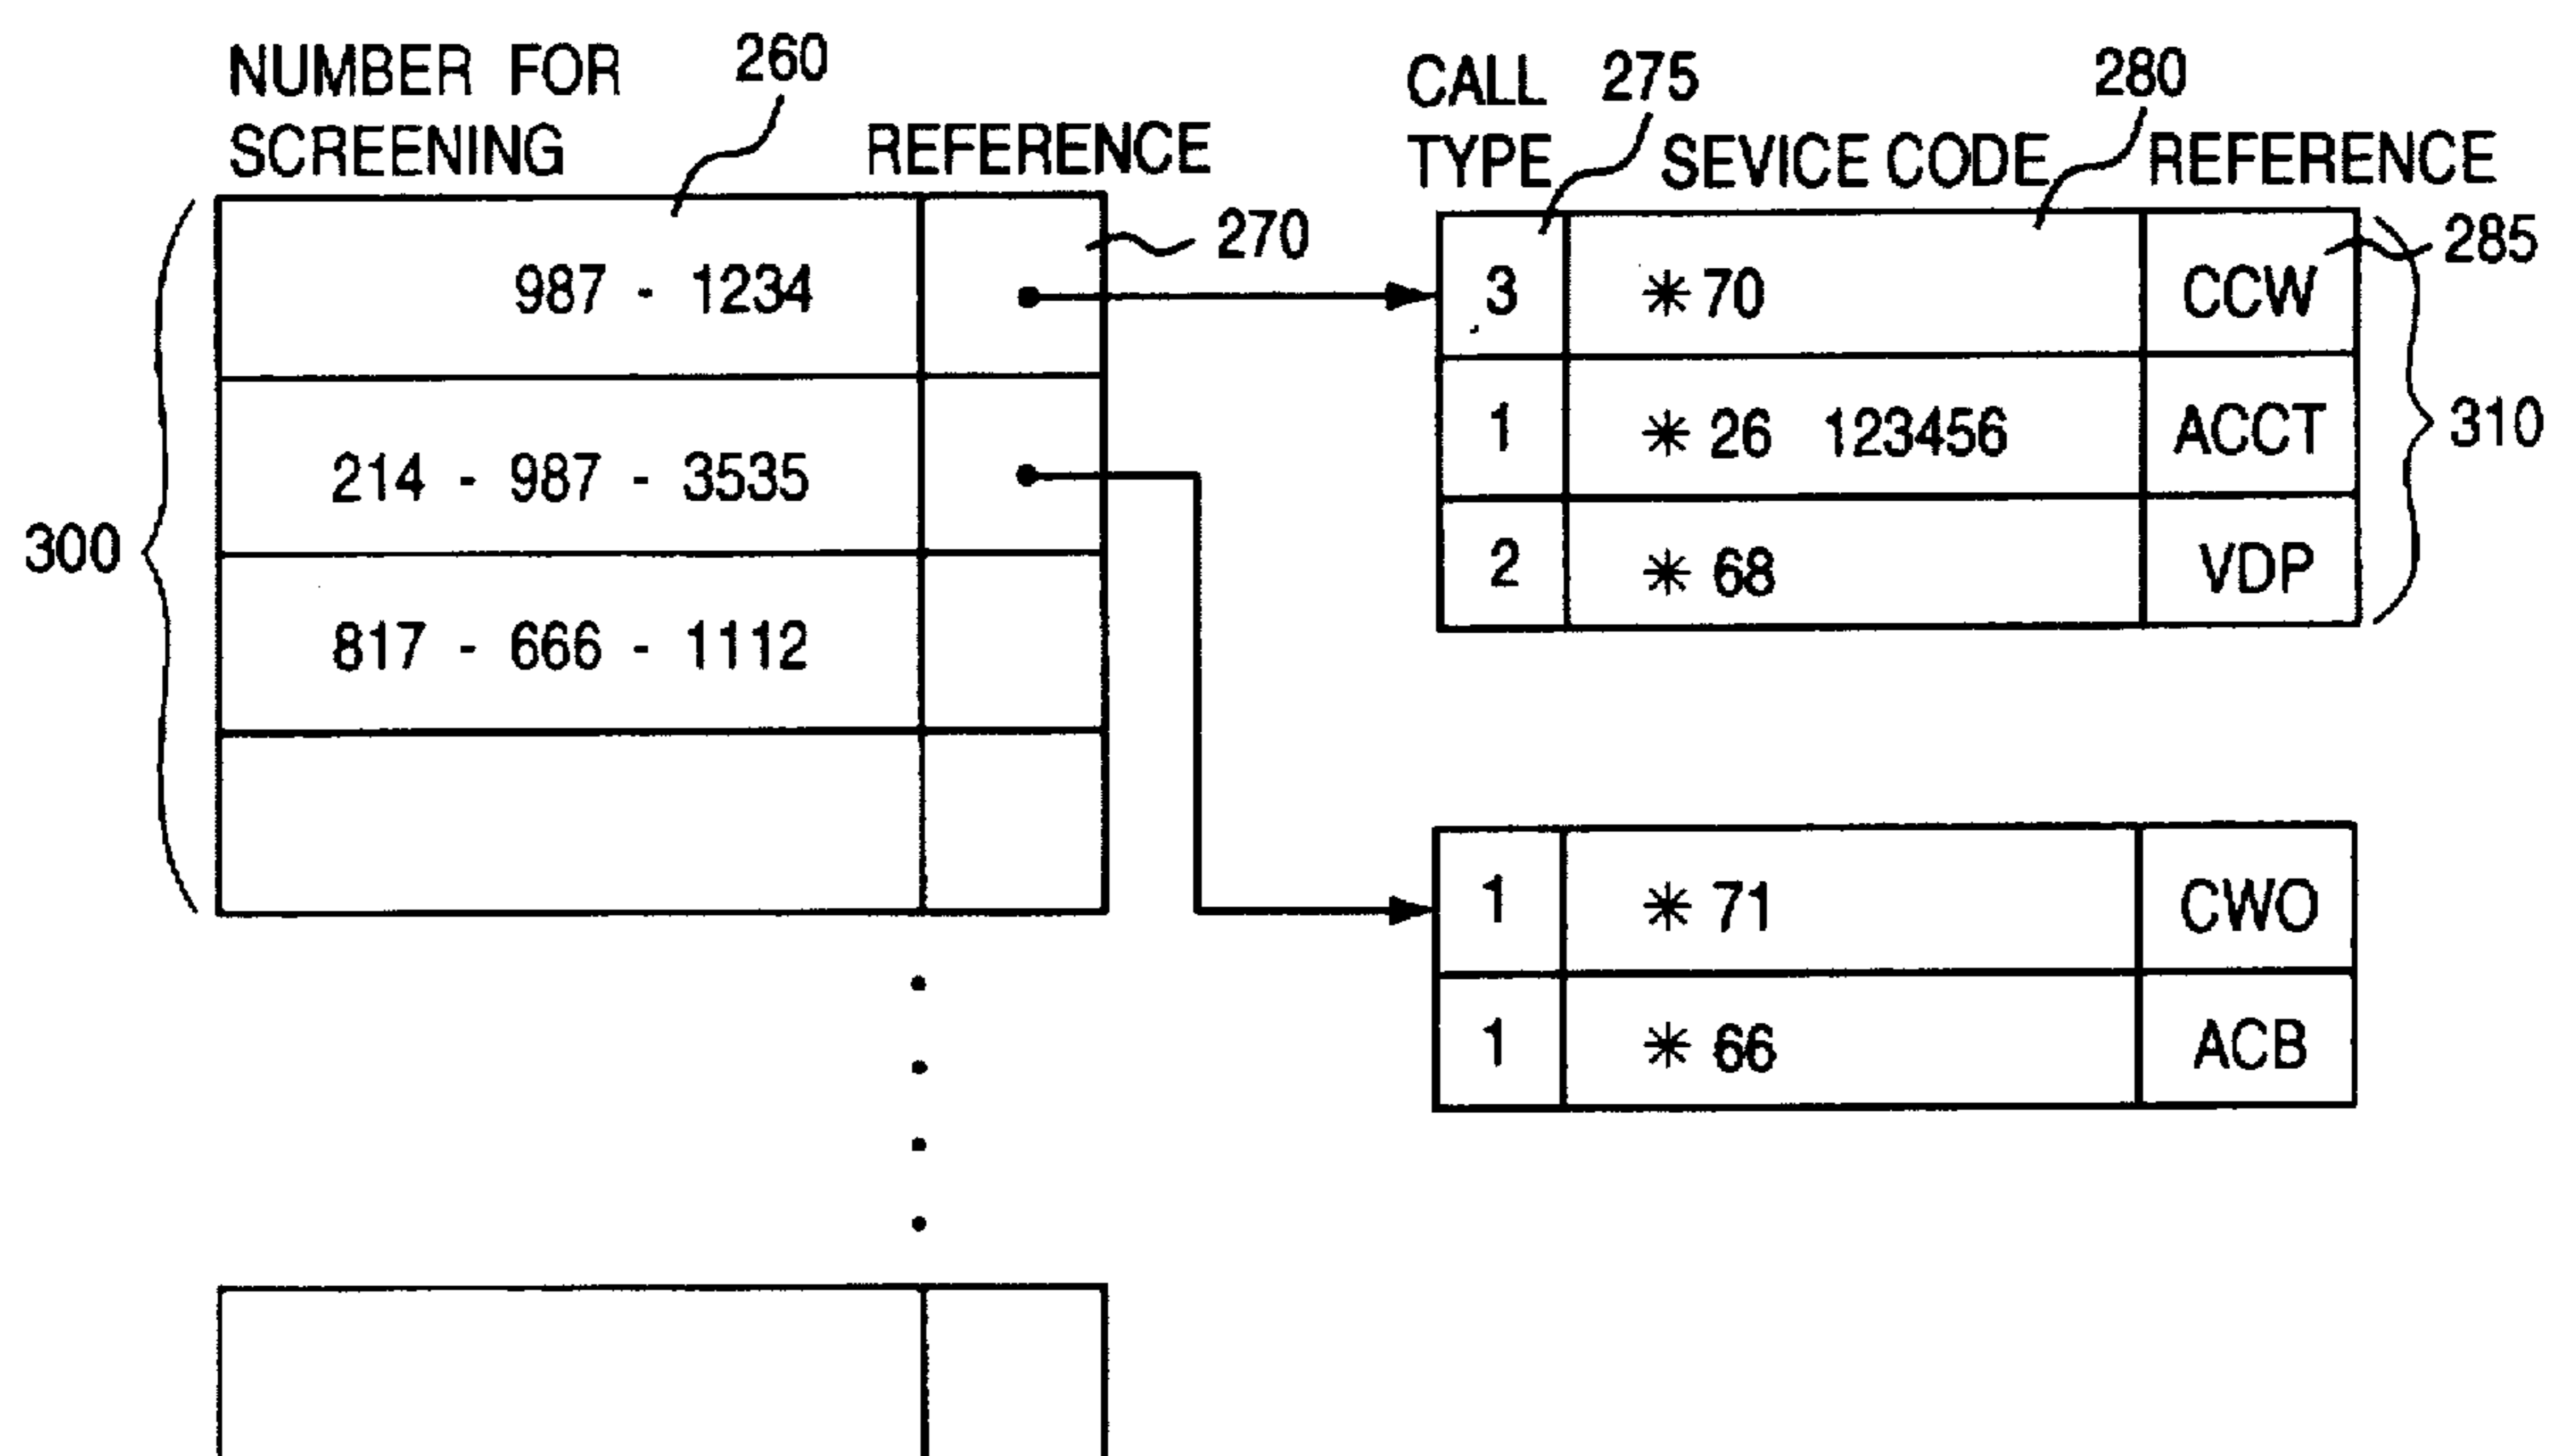 NUMBER FOR SCREENING 260
REFERENCE
270
987 - 1234
214 - 987 - 3535
817 - 666 - 1112
300
CALL TYPE 275
SEVICE CODE 280
REFERENCE
285
3 * 70 CCW
1 * 26 123456 ACCT
2 * 68 VDP
310
1 * 71 CWO
1 * 66 ACB